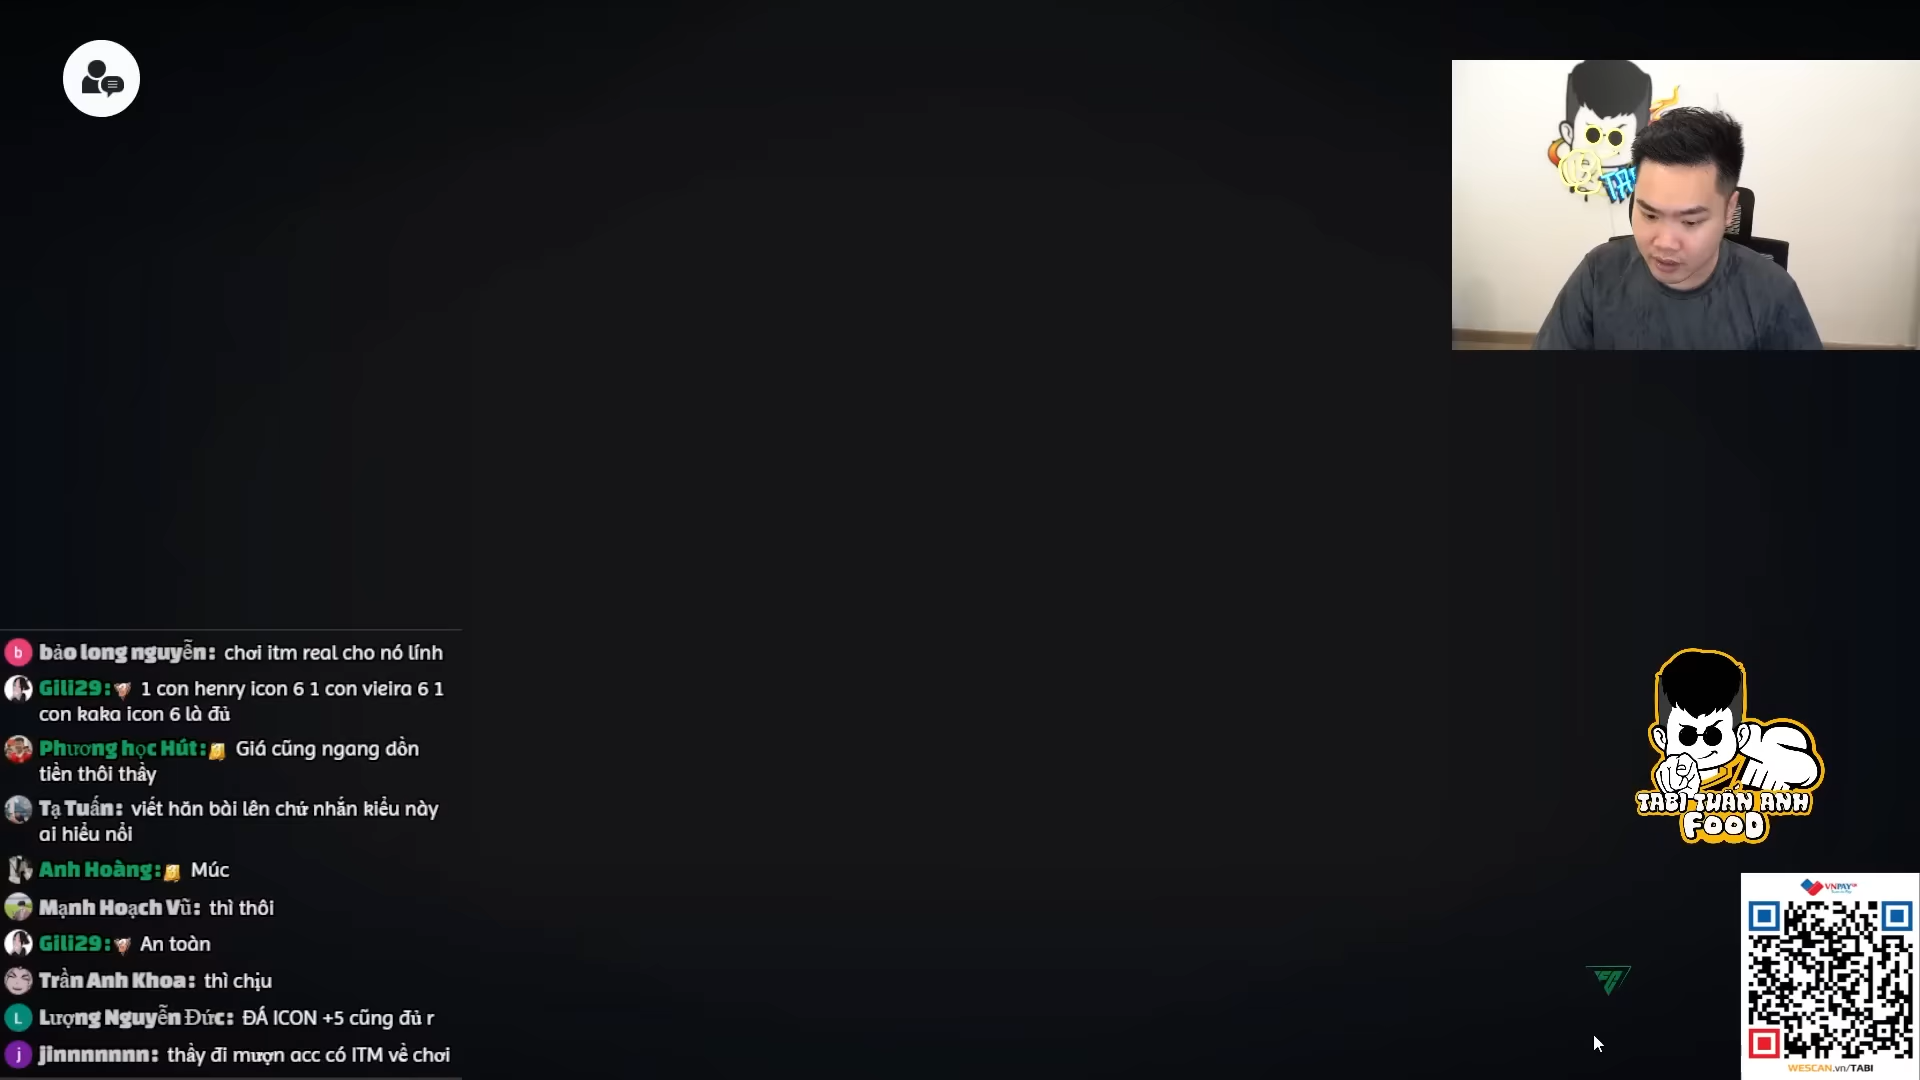 TAB
bảo long nguyễn: chơi itm real cho nó lính
Gili29: 1 con henry icon 6 1 con vieira 6 1
con kaka icon 6 là đủ
Phương học Hút: Giá cũng ngang dồn
tiền thôi thầy
Tạ Tuấn: viết hẳn bài lên chứ nhắn kiểu này
ai hiểu nổi
Anh Hoàng: Múc
Mạnh Hoạch Vũ: thì thôi
Gili29: An toàn
Trần Anh Khoa: thì chịu
L Lượng Nguyễn Đức: ĐÁ ICON +5 cũng đủ r
j jinnnnnnn: thầy đi mượn acc có ITM về chơi
TABI TUẤN ANH
FOOD
VNPAY
WESCAN.vn/TABI